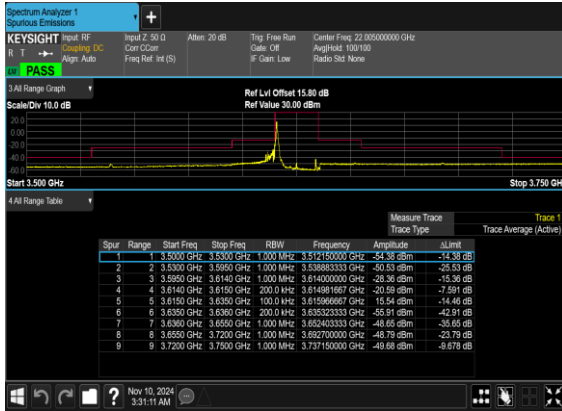 Spectrum Analyzer 1
Spurious Emissions
KEYSIGHT Input: RF Input Z: 50 Ω Atten: 20 dB Trig: Free Run Center Freq: 22.005000000 GHz
R T Coupling: DC Corr CCorr Gate: Off Avg|Hold: 100/100
Align: Auto Freq Ref: Int (S) IF Gain: Low Radio Std: None
PASS
3 All Range Graph
Ref Lvl Offset 15.80 dB
Scale/Div 10.0 dB Ref Value 30.00 dBm
20.0
0.0
-20.0
-40.0
-60.0
Start 3.500 GHz Stop 3.750 GH
4 All Range Table
Measure Trace Trace 1
Trace Type Trace Average (Active)
Spur Range Start Freq Stop Freq RBW Frequency Amplitude ΔLimit
1 1 3.5000 GHz 3.5300 GHz 1.000 MHz 3.512150000 GHz -54.38 dBm -14.38 dB
2 2 3.5300 GHz 3.5950 GHz 1.000 MHz 3.538883333 GHz -50.53 dBm -25.53 dB
3 3 3.5950 GHz 3.6140 GHz 1.000 MHz 3.614000000 GHz -28.36 dBm -15.36 dB
4 4 3.6140 GHz 3.6150 GHz 200.0 kHz 3.614981667 GHz -20.59 dBm -7.591 dB
5 5 3.6150 GHz 3.6350 GHz 100.0 kHz 3.615966667 GHz 15.54 dBm -14.46 dB
6 6 3.6350 GHz 3.6360 GHz 200.0 kHz 3.635323333 GHz -55.91 dBm -42.91 dB
7 7 3.6360 GHz 3.6550 GHz 1.000 MHz 3.652403333 GHz -48.65 dBm -35.65 dB
8 8 3.6550 GHz 3.7200 GHz 1.000 MHz 3.692700000 GHz -48.79 dBm -23.79 dB
9 9 3.7200 GHz 3.7500 GHz 1.000 MHz 3.737150000 GHz -49.68 dBm -9.678 dB
Nov 10, 2024
3:31:11 AM